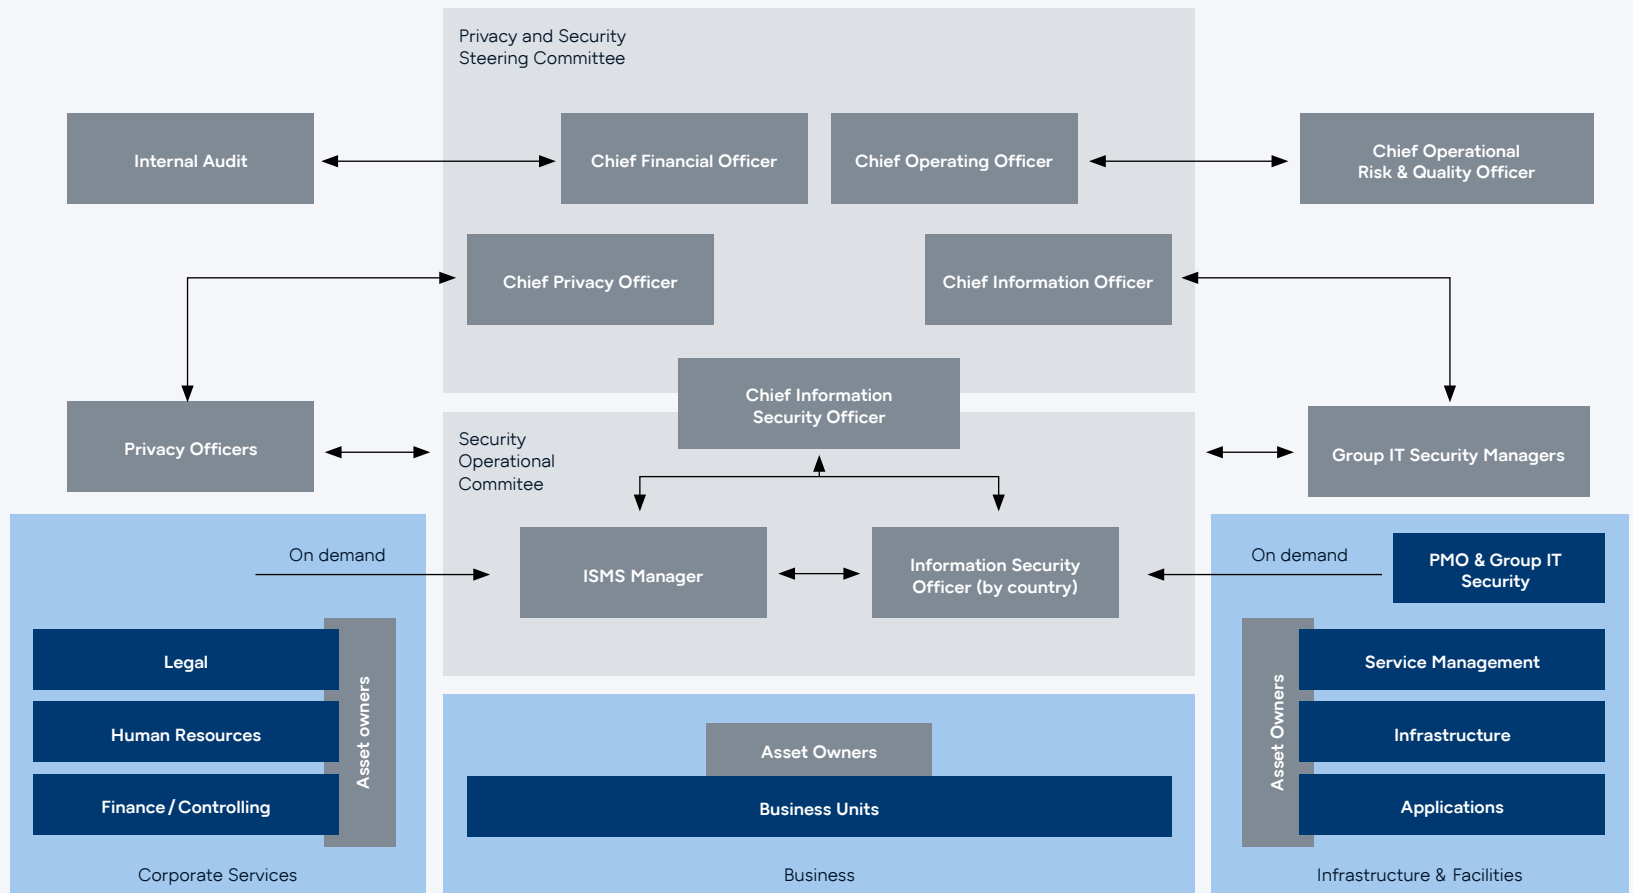 Privacy and Security
Steering Committee
Internal Audit
Chief Financial Officer
Chief Operating Officer
Chief Operational
Risk & Quality Officer
Chief Privacy Officer
Chief Information Officer
Chief Information
Security Officer
Privacy Officers
Security
Operational
Commitee
Group IT Security Managers
On demand
ISMS Manager
Information Security
Officer (by country)
On demand
PMO & Group IT
Security
Legal
Human Resources
Finance / Controlling
Asset owners
Corporate Services
Asset Owners
Business Units
Business
Asset Owners
Service Management
Infrastructure
Applications
Infrastructure & Facilities